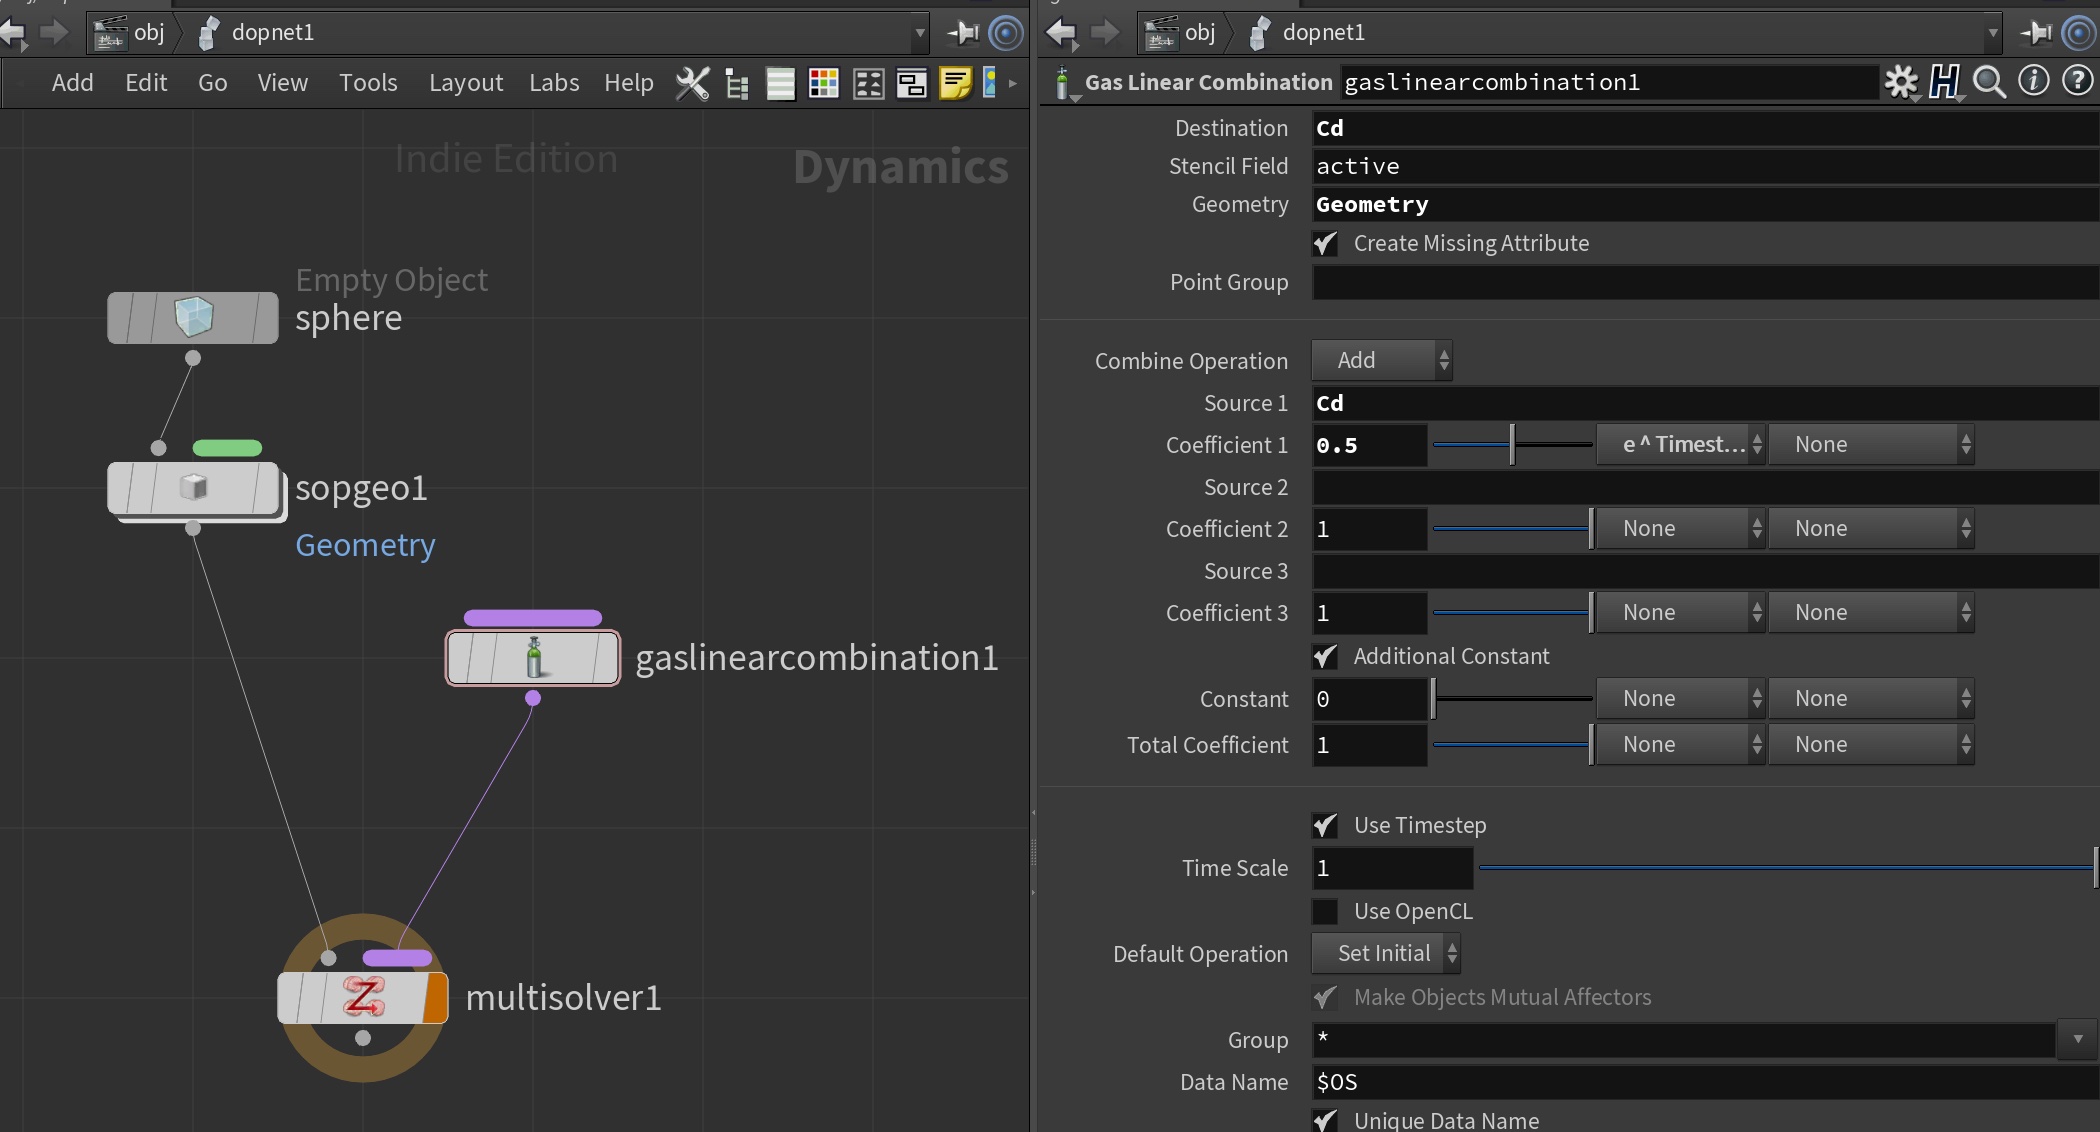 obj
dopnet1
Add
Edit
Go
View
Tools
Layout
Labs
Help
Indie Edition
Dynamics
Empty Object
sphere
sopgeo1
Geometry
gaslinearcombination1
multisolver1
obj
dopnet1
Gas Linear Combination gaslinearcombination1
Destination Cd
Stencil Field active
Geometry Geometry
Create Missing Attribute
Point Group
Combine Operation Add
Source 1 Cd
Coefficient 1 0.5 e ^ Timest... None
Source 2
Coefficient 2 1 None None
Source 3
Coefficient 3 1 None None
Additional Constant
Constant 0 None None
Total Coefficient 1 None None
Use Timestep
Time Scale 1
Use OpenCL
Default Operation Set Initial
Make Objects Mutual Affectors
Group *
Data Name $OS
Unique Data Name